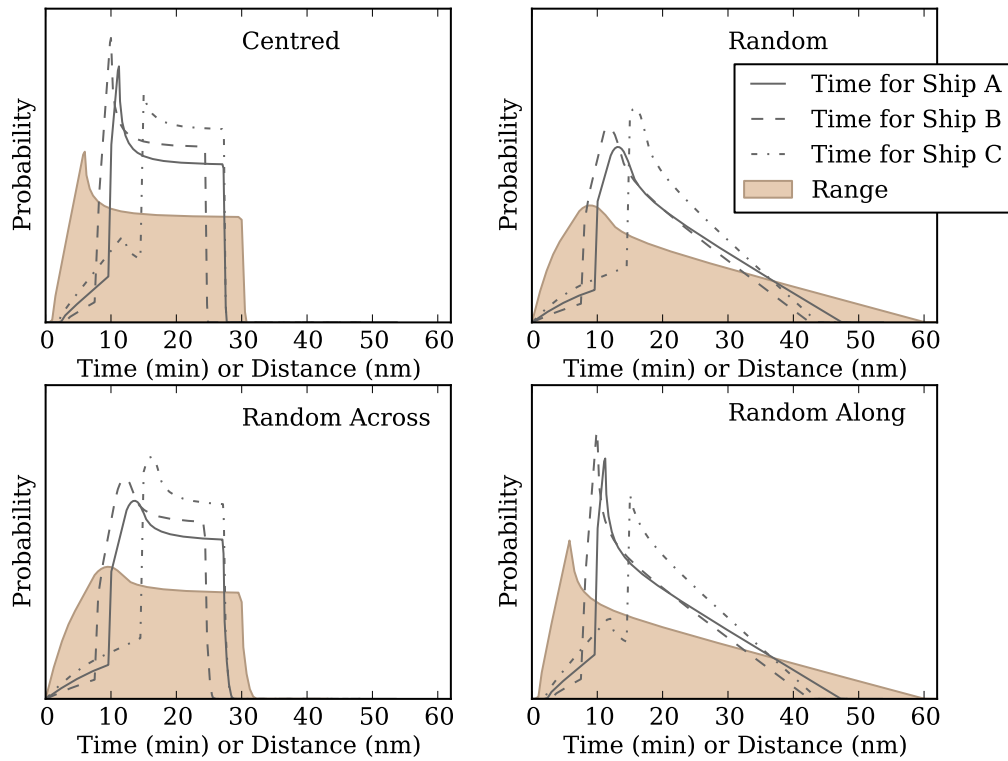 Centred
Probability
0 10 20 30 40 50 60
Time (min) or Distance (nm)
Random
Time for Ship A
Time for Ship B
Time for Ship C
Range
Probability
0 10 20 30 40 50 60
Time (min) or Distance (nm)
Random Across
Probability
0 10 20 30 40 50 60
Time (min) or Distance (nm)
Random Along
Probability
0 10 20 30 40 50 60
Time (min) or Distance (nm)